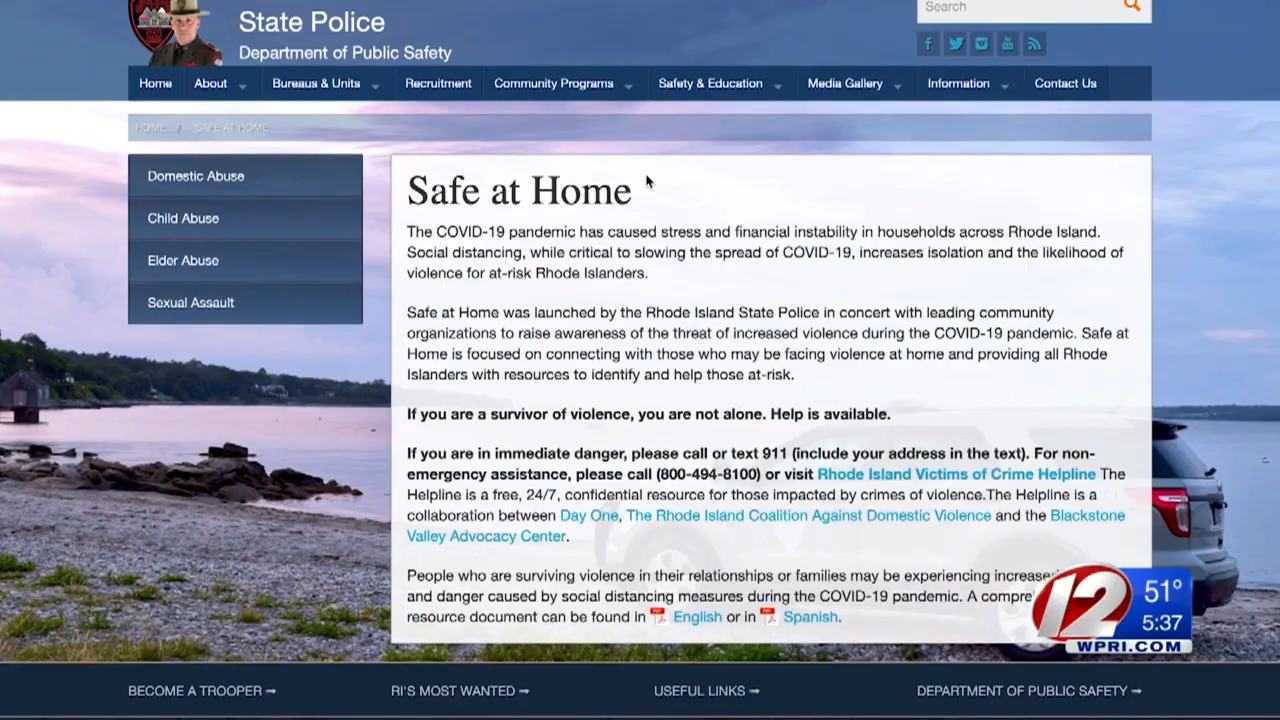 State Police
Department of Public Safety
Search
Home About Bureaus & Units Recruitment Community Programs Safety & Education Media Gallery Information Contact Us
HOME / SAFE AT HOME
Domestic Abuse
Child Abuse
Elder Abuse
Sexual Assault
Safe at Home
The COVID-19 pandemic has caused stress and financial instability in households across Rhode Island.
Social distancing, while critical to slowing the spread of COVID-19, increases isolation and the likelihood of
violence for at-risk Rhode Islanders.
Safe at Home was launched by the Rhode Island State Police in concert with leading community
organizations to raise awareness of the threat of increased violence during the COVID-19 pandemic. Safe at
Home is focused on connecting with those who may be facing violence at home and providing all Rhode
Islanders with resources to identify and help those at-risk.
If you are a survivor of violence, you are not alone. Help is available.
If you are in immediate danger, please call or text 911 (include your address in the text). For non-
emergency assistance, please call (800-494-8100) or visit Rhode Island Victims of Crime Helpline The
Helpline is a free, 24/7, confidential resource for those impacted by crimes of violence.The Helpline is a
collaboration between Day One, The Rhode Island Coalition Against Domestic Violence and the Blackstone
Valley Advocacy Center.
People who are surviving violence in their relationships or families may be experiencing increase
and danger caused by social distancing measures during the COVID-19 pandemic. A compre
resource document can be found in English or in Spanish.
12
51°
5:37
WPRI.COM
BECOME A TROOPER ➞ RI'S MOST WANTED ➞ USEFUL LINKS ➞ DEPARTMENT OF PUBLIC SAFETY ➞